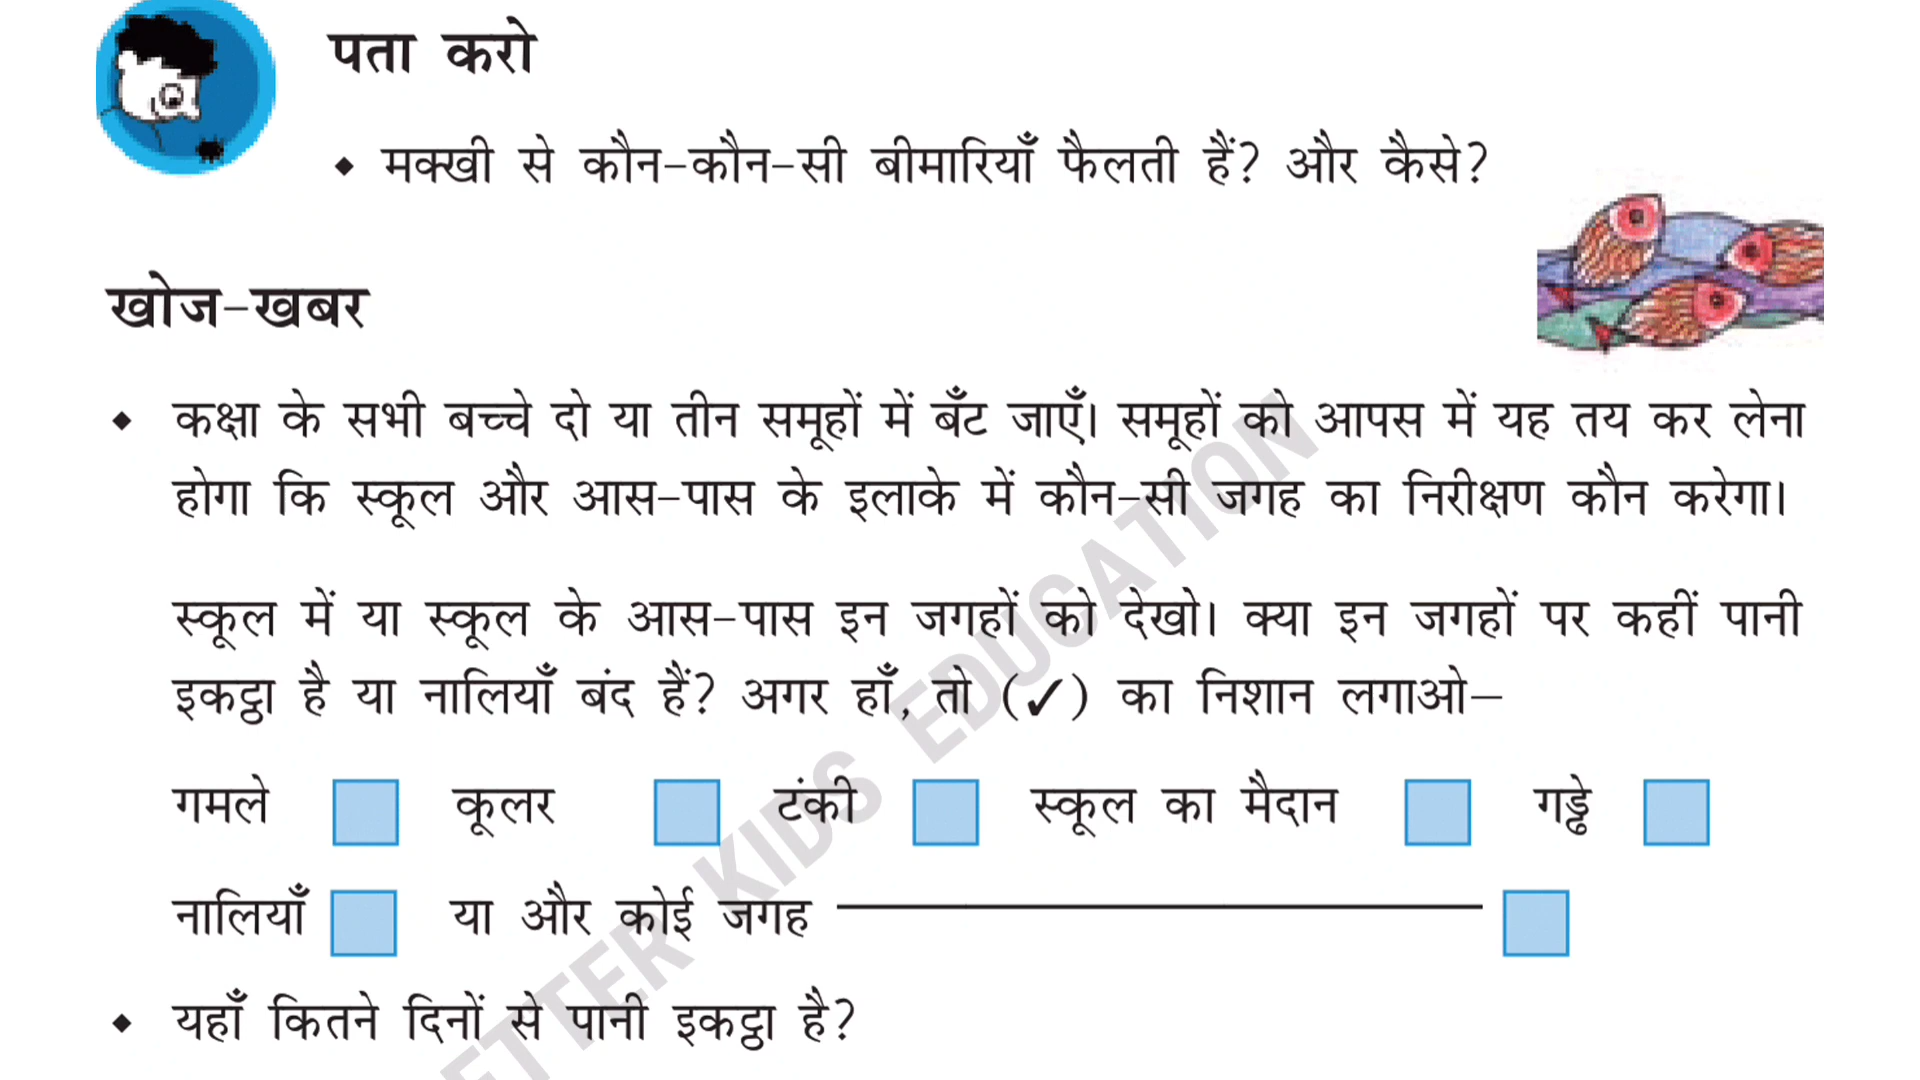 पता करो
◆ मक्खी से कौन-कौन-सी बीमारियाँ फैलती हैं? और कैसे?
खोज-खबर
◆ कक्षा के सभी बच्चे दो या तीन समूहों में बँट जाएँ। समूहों को आपस में यह तय कर लेना
होगा कि स्कूल और आस-पास के इलाके में कौन-सी जगह का निरीक्षण कौन करेगा।
स्कूल में या स्कूल के आस-पास इन जगहों को देखो। क्या इन जगहों पर कहीं पानी
इकट्ठा है या नालियाँ बंद हैं? अगर हाँ, तो (✓) का निशान लगाओ–
गमले कूलर टंकी स्कूल का मैदान गड्ढे
नालियाँ या और कोई जगह
◆ यहाँ कितने दिनों से पानी इकट्ठा है?
ETTER KIDS EDUCATION